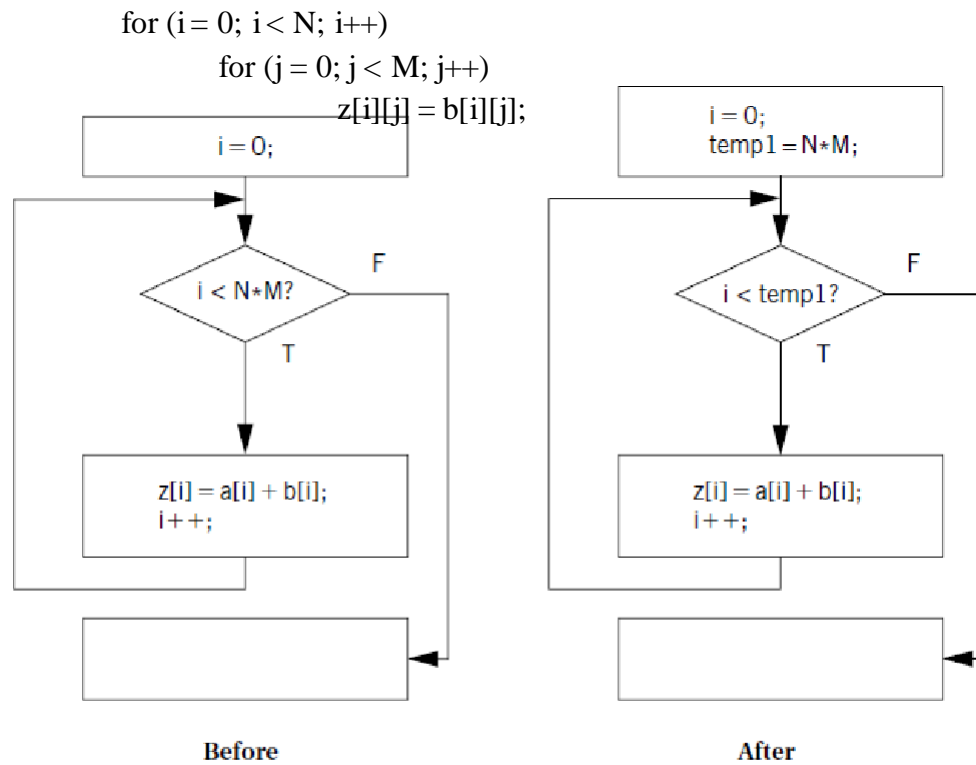 for (i = 0; i < N; i++)
for (j = 0; j < M; j++)
z[i][j] = b[i][j];
i = 0;
i < N*M?
F
T
z[i] = a[i] + b[i];
i++;
Before
i = 0;
temp1 = N*M;
i < temp1?
F
T
z[i] = a[i] + b[i];
i++;
After